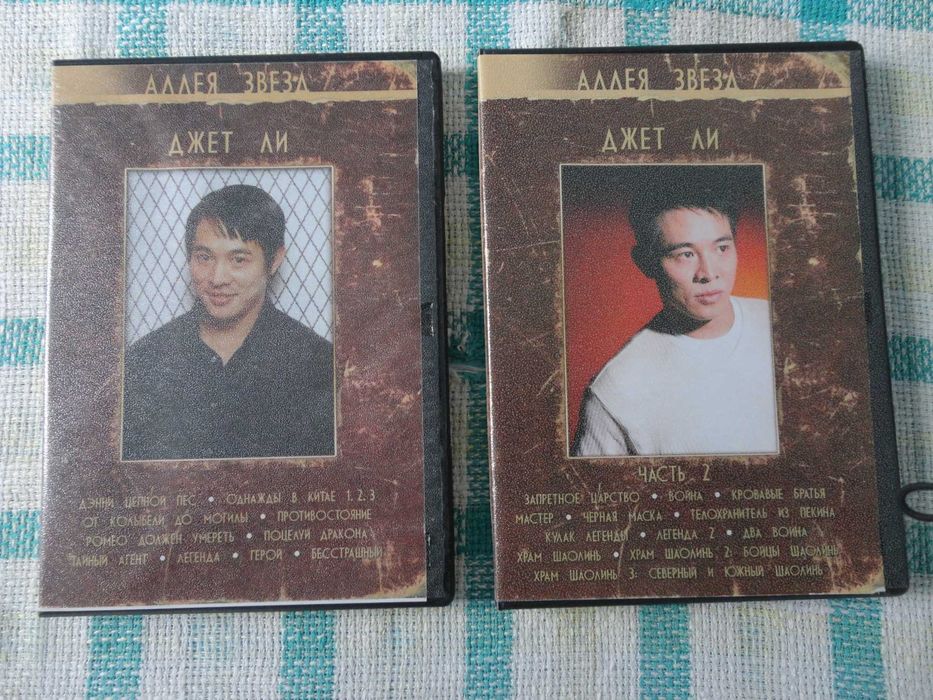 АЛЛЕЯ ЗВЕЗД
ДЖЕТ ЛИ
ДЭННИ ЦЕПНОЙ ПЕС • ОДНАЖДЫ В КИТАЕ 1, 2, 3
ОТ КОЛЫБЕЛИ ДО МОГИЛЫ • ПРОТИВОСТОЯНИЕ
РОМЕО ДОЛЖЕН УМЕРЕТЬ • ПОЦЕЛУЙ ДРАКОНА
ТАЙНЫЙ АГЕНТ • ЛЕГЕНДА • ГЕРОЙ • БЕССТРАШНЫЙ
АЛЛЕЯ ЗВЕЗД
ДЖЕТ ЛИ
ЧАСТЬ 2
ЗАПРЕТНОЕ ЦАРСТВО • ВОЙНА • КРОВАВЫЕ БРАТЬЯ
МАСТЕР • ЧЕРНАЯ МАСКА • ТЕЛОХРАНИТЕЛЬ ИЗ ПЕКИНА
КУЛАК ЛЕГЕНДЫ • ЛЕГЕНДА 2 • ДВА ВОИНА
ХРАМ ШАОЛИНЬ • ХРАМ ШАОЛИНЬ 2: БОЙЦЫ ШАОЛИНЬ
ХРАМ ШАОЛИНЬ 3: СЕВЕРНЫЙ И ЮЖНЫЙ ШАОЛИНЬ